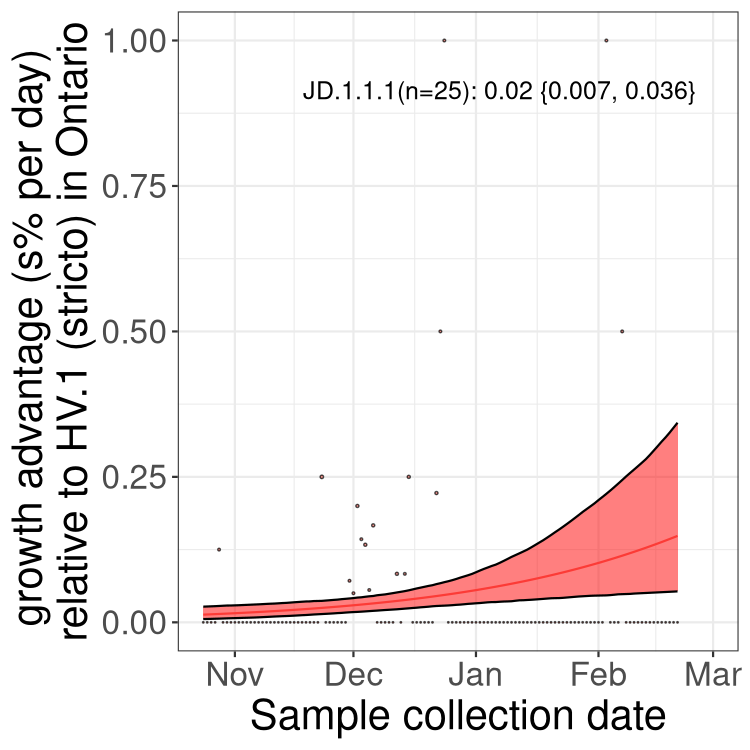 growth advantage (s% per day)
relative to HV.1 (stricto) in Ontario
1.00
0.75
0.50
0.25
0.00
JD.1.1.1(n=25): 0.02 {0.007, 0.036}
Nov Dec Jan Feb Mar
Sample collection date